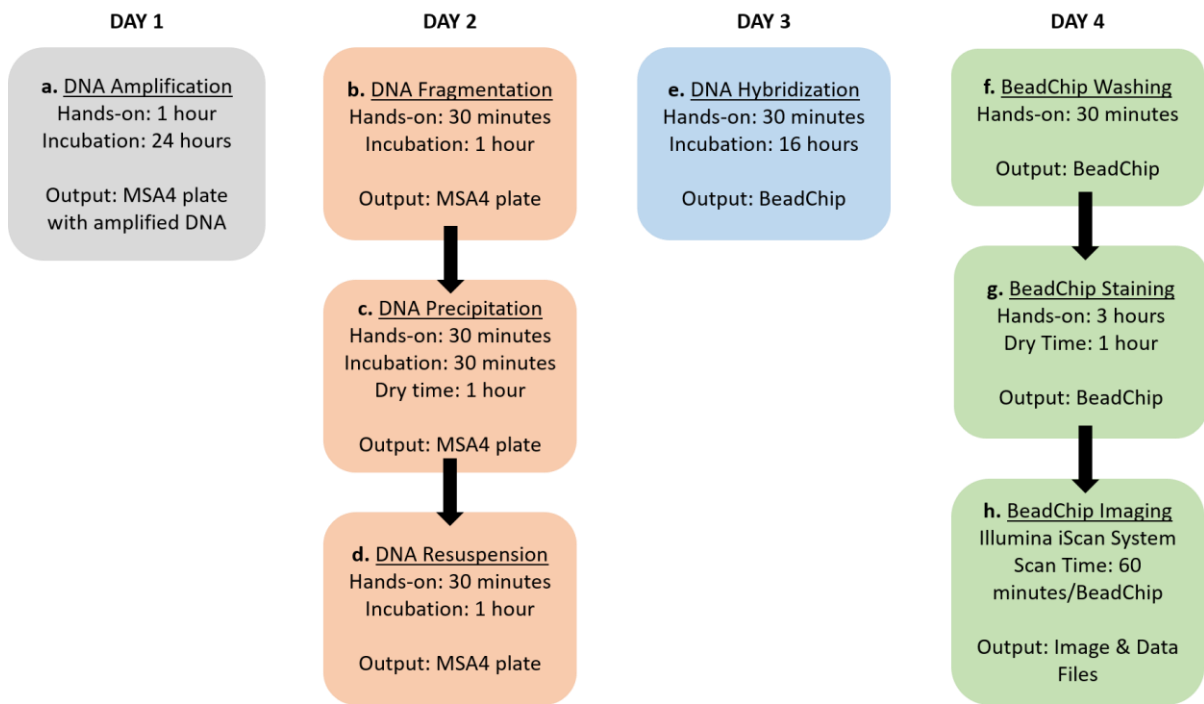 DAY 1
a. DNA Amplification
Hands-on: 1 hour
Incubation: 24 hours
Output: MSA4 plate
with amplified DNA
DAY 2
b. DNA Fragmentation
Hands-on: 30 minutes
Incubation: 1 hour
Output: MSA4 plate
c. DNA Precipitation
Hands-on: 30 minutes
Incubation: 30 minutes
Dry time: 1 hour
Output: MSA4 plate
d. DNA Resuspension
Hands-on: 30 minutes
Incubation: 1 hour
Output: MSA4 plate
DAY 3
e. DNA Hybridization
Hands-on: 30 minutes
Incubation: 16 hours
Output: BeadChip
DAY 4
f. BeadChip Washing
Hands-on: 30 minutes
Output: BeadChip
g. BeadChip Staining
Hands-on: 3 hours
Dry Time: 1 hour
Output: BeadChip
h. BeadChip Imaging
Illumina iScan System
Scan Time: 60
minutes/BeadChip
Output: Image & Data
Files